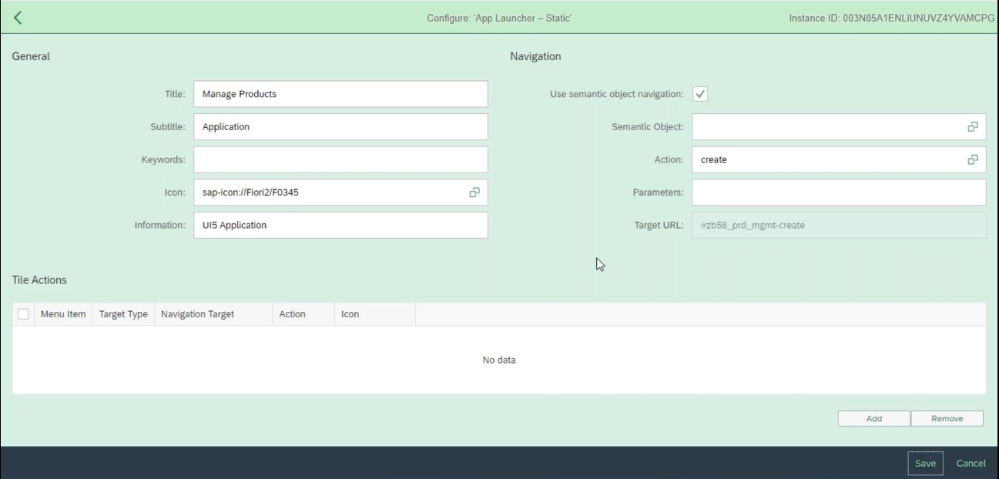 Configure: 'App Launcher – Static'
Instance ID: 003N85A1ENLIUNUVZ4YVAMCPG
General
Navigation
Title: Manage Products
Use semantic object navigation:
Subtitle: Application
Semantic Object:
Keywords:
Action: create
Icon: sap-icon://Fiori2/F0345
Parameters:
Information: UI5 Application
Target URL: #zb58_prd_mgmt-create
Tile Actions
Menu Item Target Type Navigation Target Action Icon
No data
Add Remove
Save Cancel